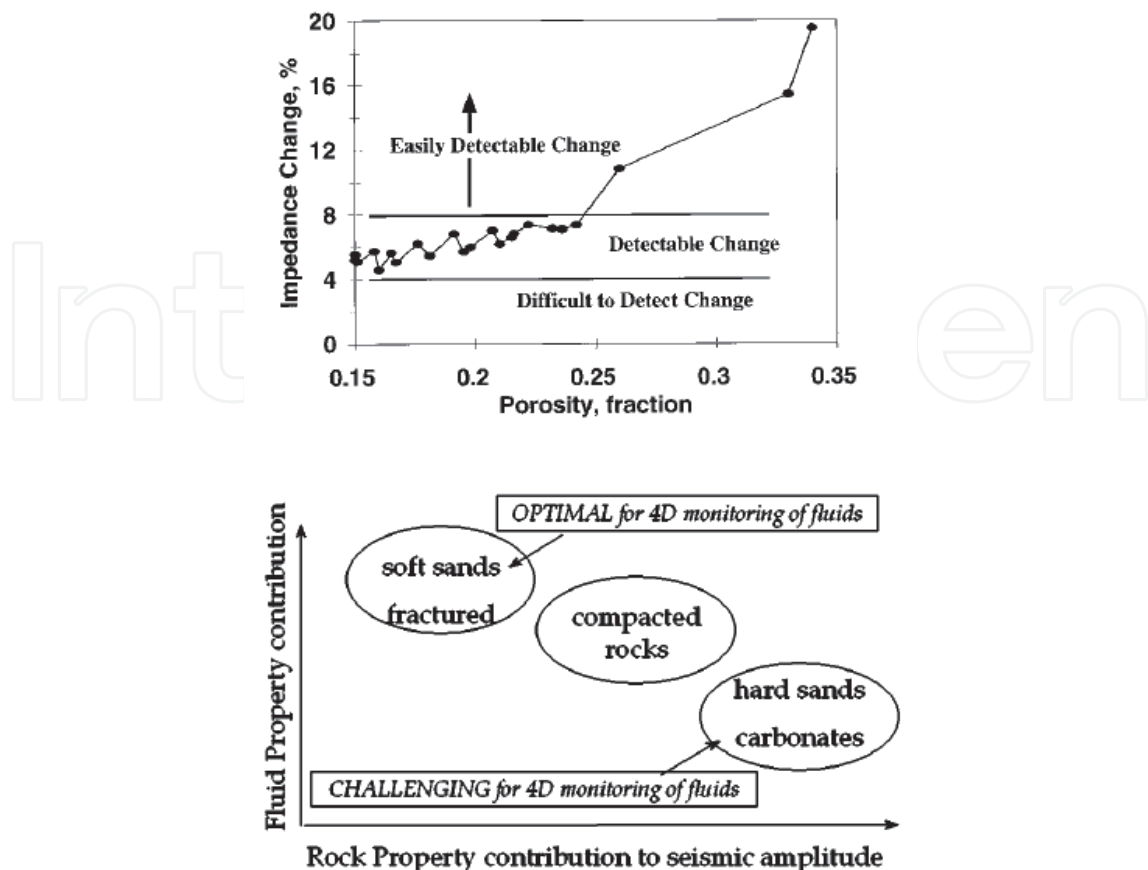 20
16
12
8
4
0
Impedance Change, %
Easily Detectable Change
Detectable Change
Difficult to Detect Change
0.15 0.2 0.25 0.3 0.35
Porosity, fraction
Int en
OPTIMAL for 4D monitoring of fluids
soft sands
fractured
compacted
rocks
hard sands
carbonates
CHALLENGING for 4D monitoring of fluids
Fluid Property contribution
Rock Property contribution to seismic amplitude